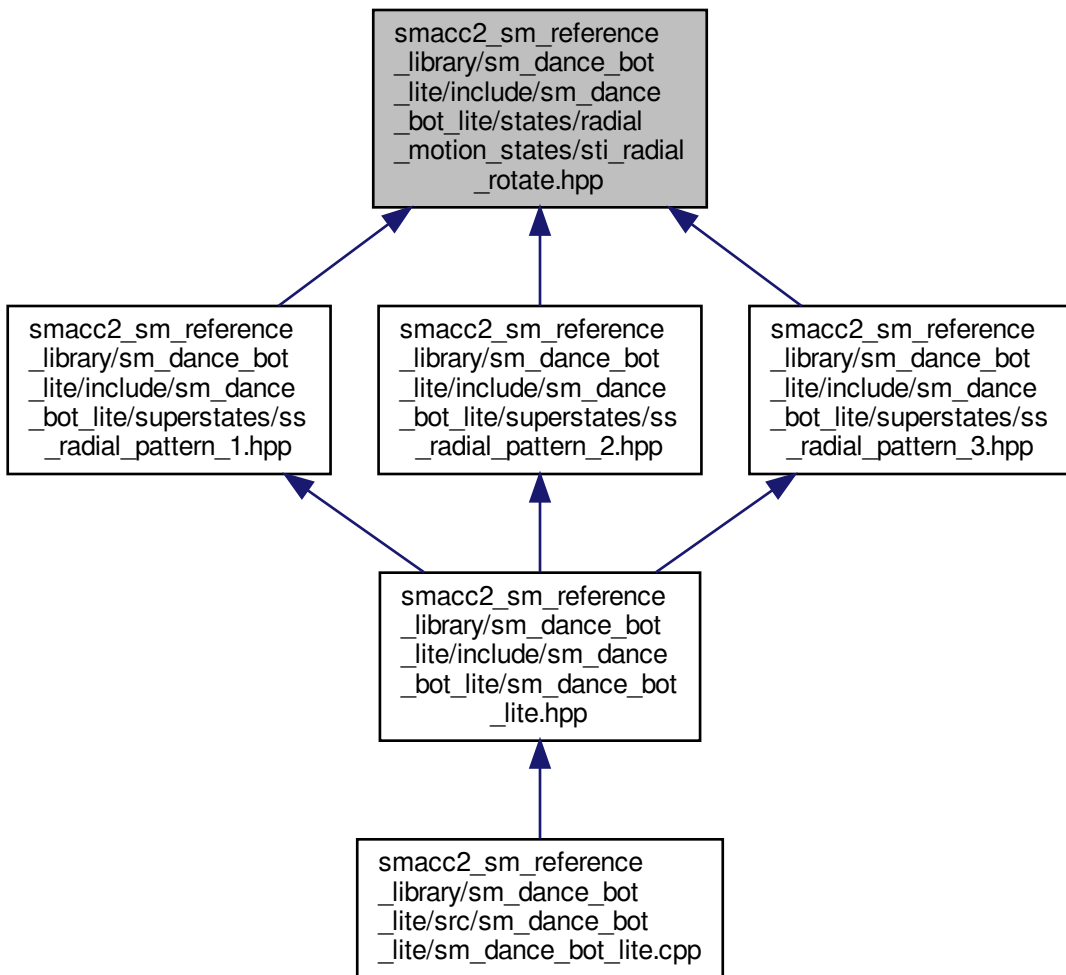 smacc2_sm_reference
_library/sm_dance_bot
_lite/include/sm_dance
_bot_lite/states/radial
_motion_states/sti_radial
_rotate.hpp
smacc2_sm_reference
_library/sm_dance_bot
_lite/include/sm_dance
_bot_lite/superstates/ss
_radial_pattern_1.hpp
smacc2_sm_reference
_library/sm_dance_bot
_lite/include/sm_dance
_bot_lite/superstates/ss
_radial_pattern_2.hpp
smacc2_sm_reference
_library/sm_dance_bot
_lite/include/sm_dance
_bot_lite/superstates/ss
_radial_pattern_3.hpp
smacc2_sm_reference
_library/sm_dance_bot
_lite/include/sm_dance
_bot_lite/sm_dance_bot
_lite.hpp
smacc2_sm_reference
_library/sm_dance_bot
_lite/src/sm_dance_bot
_lite/sm_dance_bot_lite.cpp